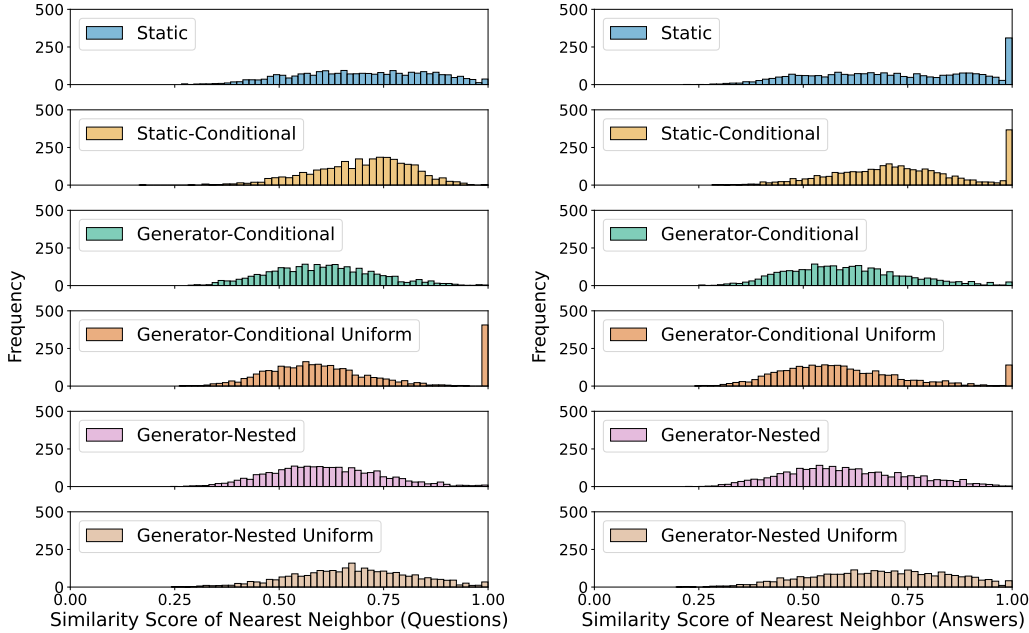 500
250
0
Static
500
250
0
Static-Conditional
500
250
0
Generator-Conditional
500
250
0
Generator-Conditional Uniform
500
250
0
Generator-Nested
500
250
0
Generator-Nested Uniform
0.00 0.25 0.50 0.75 1.00
Similarity Score of Nearest Neighbor (Questions)
Frequency
500
250
0
Static
500
250
0
Static-Conditional
500
250
0
Generator-Conditional
500
250
0
Generator-Conditional Uniform
500
250
0
Generator-Nested
500
250
0
Generator-Nested Uniform
0.00 0.25 0.50 0.75 1.00
Similarity Score of Nearest Neighbor (Answers)
Frequency